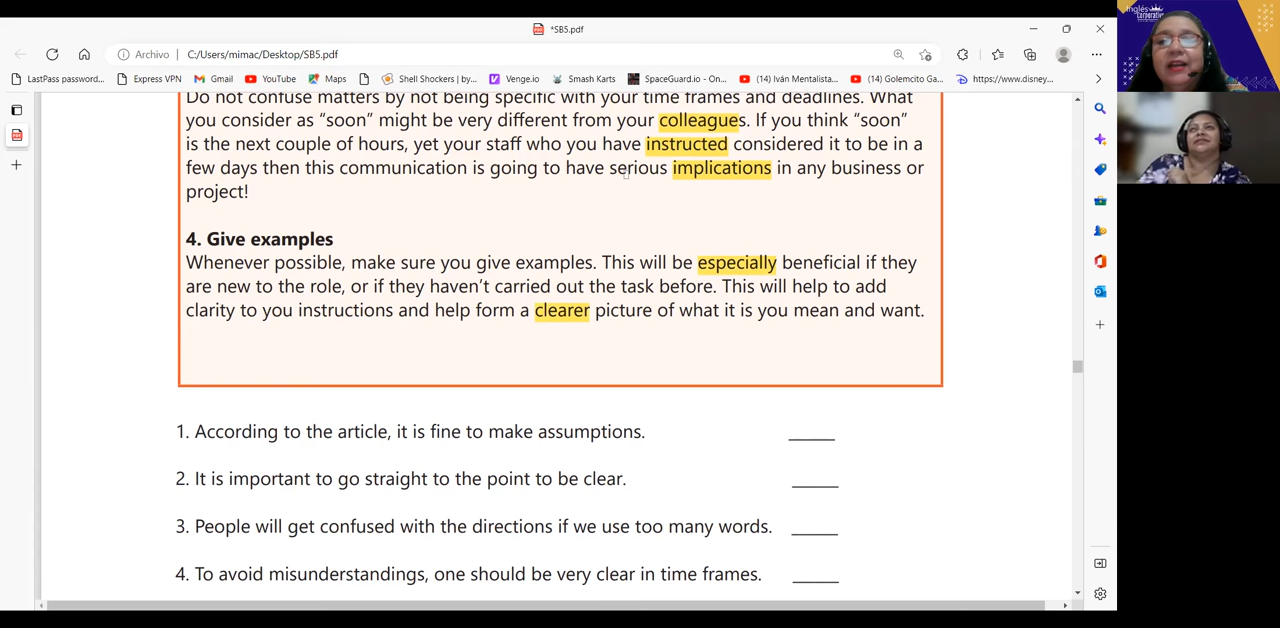 *SB5.pdf
Archivo | C:/Users/mimac/Desktop/SB5.pdf
LastPass password... Express VPN Gmail YouTube Maps Shell Shockers | by... Venge.io Smash Karts SpaceGuard.io - On... (14) Iván Mentalista... (14) Golemcito Ga... https://www.disney...
Do not confuse matters by not being specific with your time frames and deadlines. What
you consider as “soon” might be very different from your colleagues. If you think “soon”
is the next couple of hours, yet your staff who you have instructed considered it to be in a
few days then this communication is going to have serious implications in any business or
project!
4. Give examples
Whenever possible, make sure you give examples. This will be especially beneficial if they
are new to the role, or if they haven’t carried out the task before. This will help to add
clarity to you instructions and help form a clearer picture of what it is you mean and want.
1. According to the article, it is fine to make assumptions. _____
2. It is important to go straight to the point to be clear. _____
3. People will get confused with the directions if we use too many words. _____
4. To avoid misunderstandings, one should be very clear in time frames. _____
Inglés
Corporativo